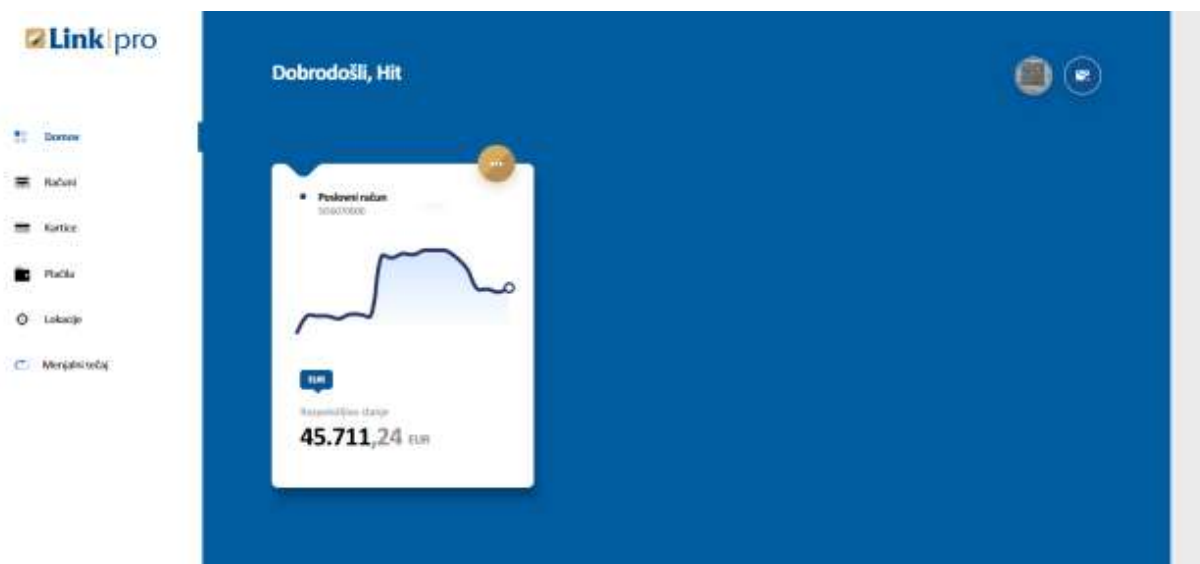 Link|pro
Dobrodošli, Hit
Domov
Računi
Kartice
Plačila
Lokacije
Menjalni tečaj
Poslovni račun
EUR
Razpoložljivo stanje
45.711,24 EUR